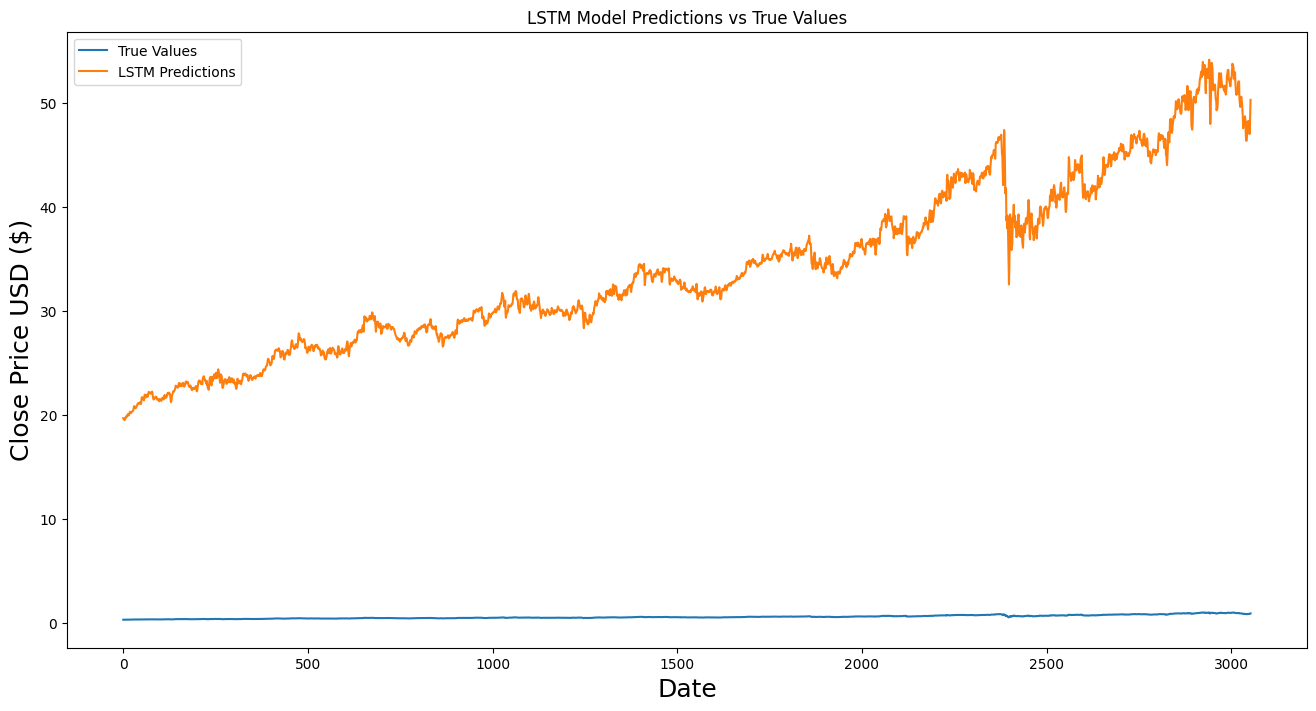 LSTM Model Predictions vs True Values
True Values
LSTM Predictions
Close Price USD ($)
50
40
30
20
10
0
0 500 1000 1500 2000 2500 3000
Date